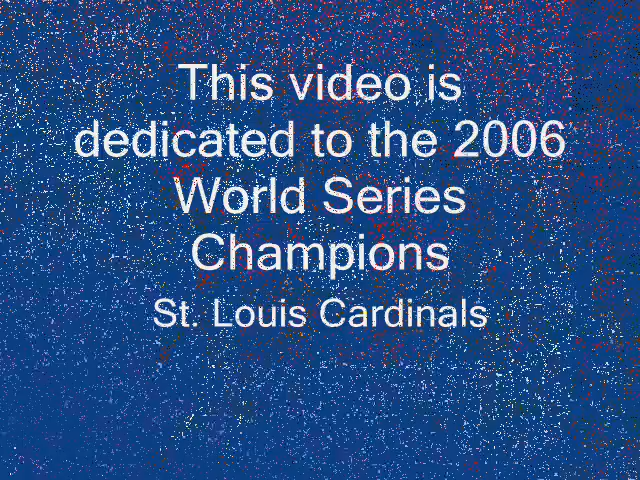 This video is
dedicated to the 2006
World Series
Champions
St. Louis Cardinals